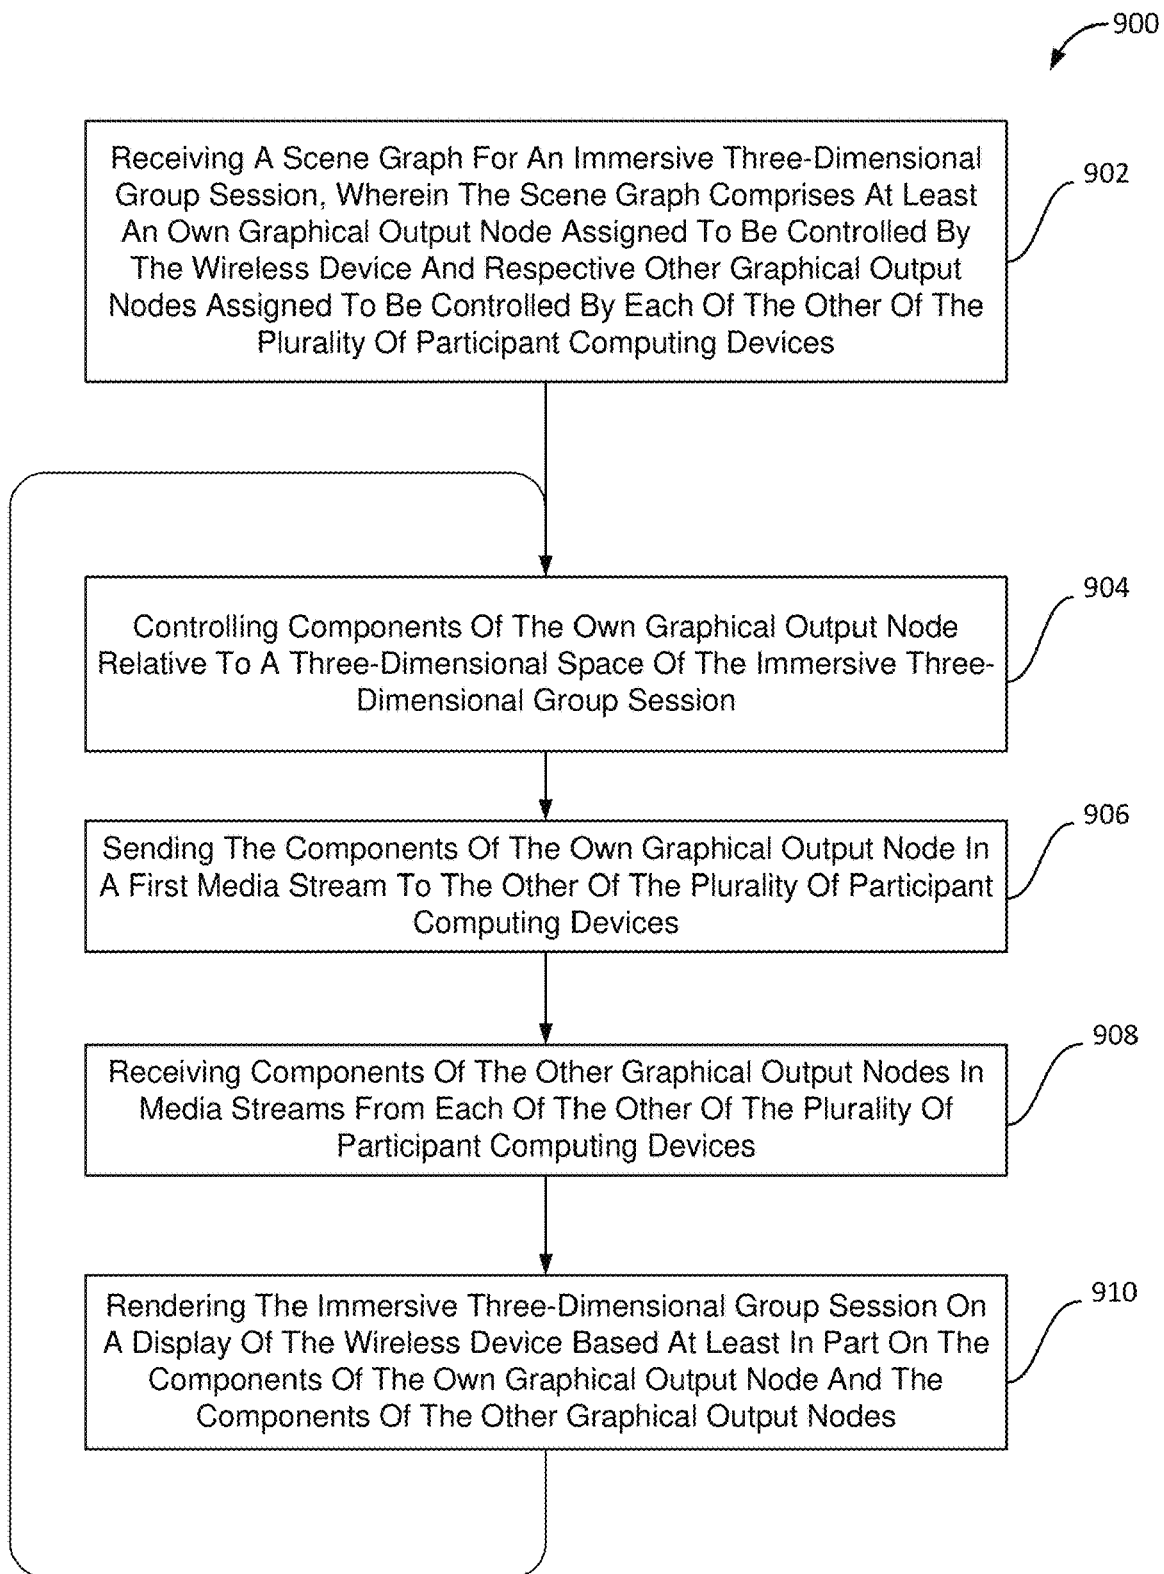 900
Receiving A Scene Graph For An Immersive Three-Dimensional
Group Session, Wherein The Scene Graph Comprises At Least
An Own Graphical Output Node Assigned To Be Controlled By
The Wireless Device And Respective Other Graphical Output
Nodes Assigned To Be Controlled By Each Of The Other Of The
Plurality Of Participant Computing Devices
902
Controlling Components Of The Own Graphical Output Node
Relative To A Three-Dimensional Space Of The Immersive Three-
Dimensional Group Session
904
Sending The Components Of The Own Graphical Output Node In
A First Media Stream To The Other Of The Plurality Of Participant
Computing Devices
906
Receiving Components Of The Other Graphical Output Nodes In
Media Streams From Each Of The Other Of The Plurality Of
Participant Computing Devices
908
Rendering The Immersive Three-Dimensional Group Session On
A Display Of The Wireless Device Based At Least In Part On The
Components Of The Own Graphical Output Node And The
Components Of The Other Graphical Output Nodes
910